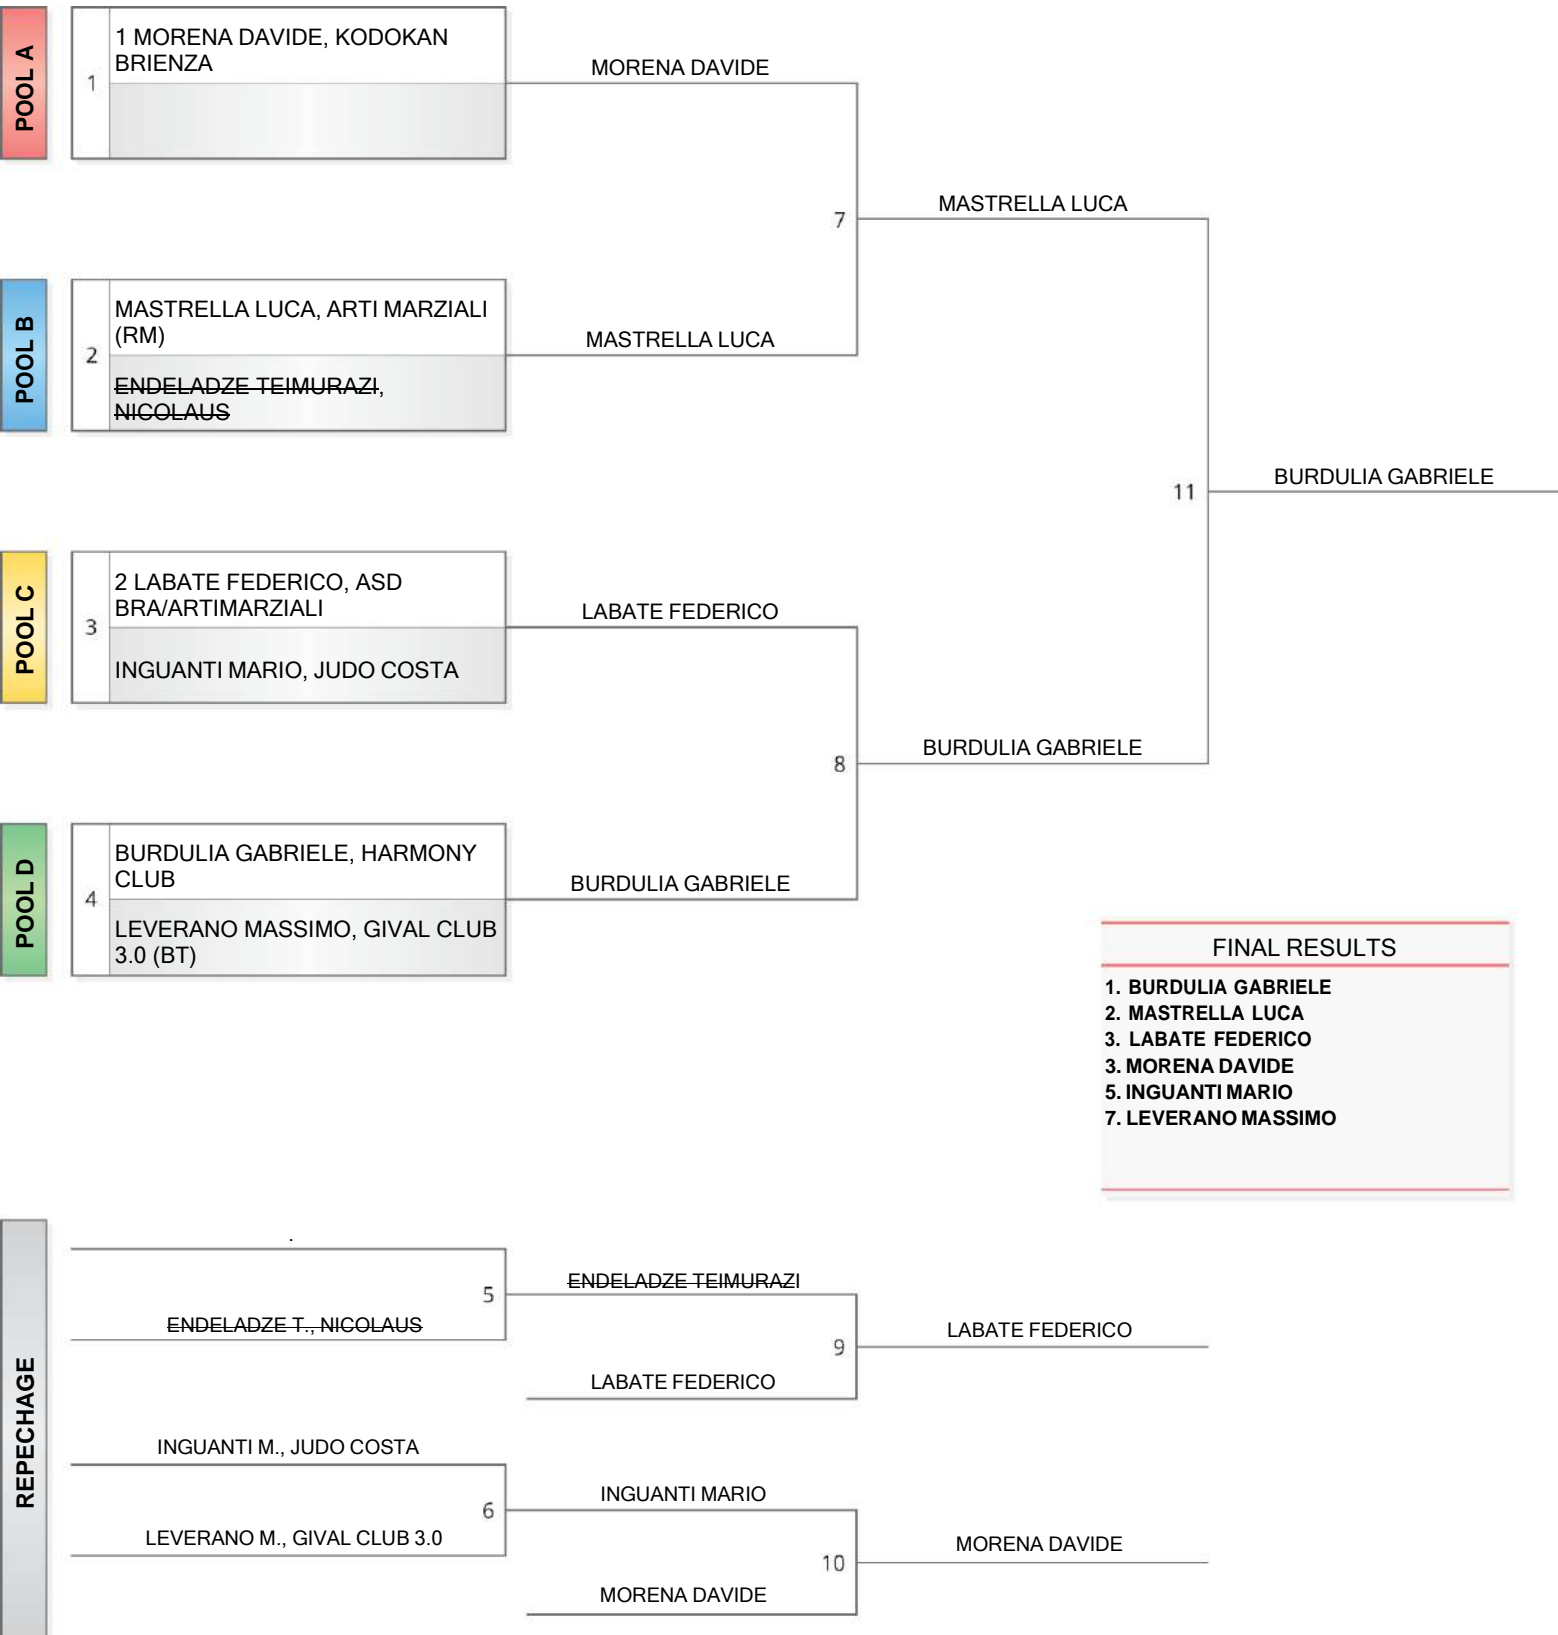 POOL A
1
1 MORENA DAVIDE, KODOKAN
BRIENZA
MORENA DAVIDE
7
MASTRELLA LUCA
POOL B
2
MASTRELLA LUCA, ARTI MARZIALI
(RM)
ENDELADZE TEIMURAZI,
NICOLAUS
MASTRELLA LUCA
11
BURDULIA GABRIELE
POOL C
3
2 LABATE FEDERICO, ASD
BRA/ARTIMARZIALI
INGUANTI MARIO, JUDO COSTA
LABATE FEDERICO
8
BURDULIA GABRIELE
POOL D
4
BURDULIA GABRIELE, HARMONY
CLUB
LEVERANO MASSIMO, GIVAL CLUB
3.0 (BT)
BURDULIA GABRIELE
FINAL RESULTS
1. BURDULIA GABRIELE
2. MASTRELLA LUCA
3. LABATE FEDERICO
3. MORENA DAVIDE
5. INGUANTI MARIO
7. LEVERANO MASSIMO
REPECHAGE
.
5
ENDELADZE T., NICOLAUS
ENDELADZE TEIMURAZI
9
LABATE FEDERICO
LABATE FEDERICO
INGUANTI M., JUDO COSTA
6
LEVERANO M., GIVAL CLUB 3.0
INGUANTI MARIO
10
MORENA DAVIDE
MORENA DAVIDE